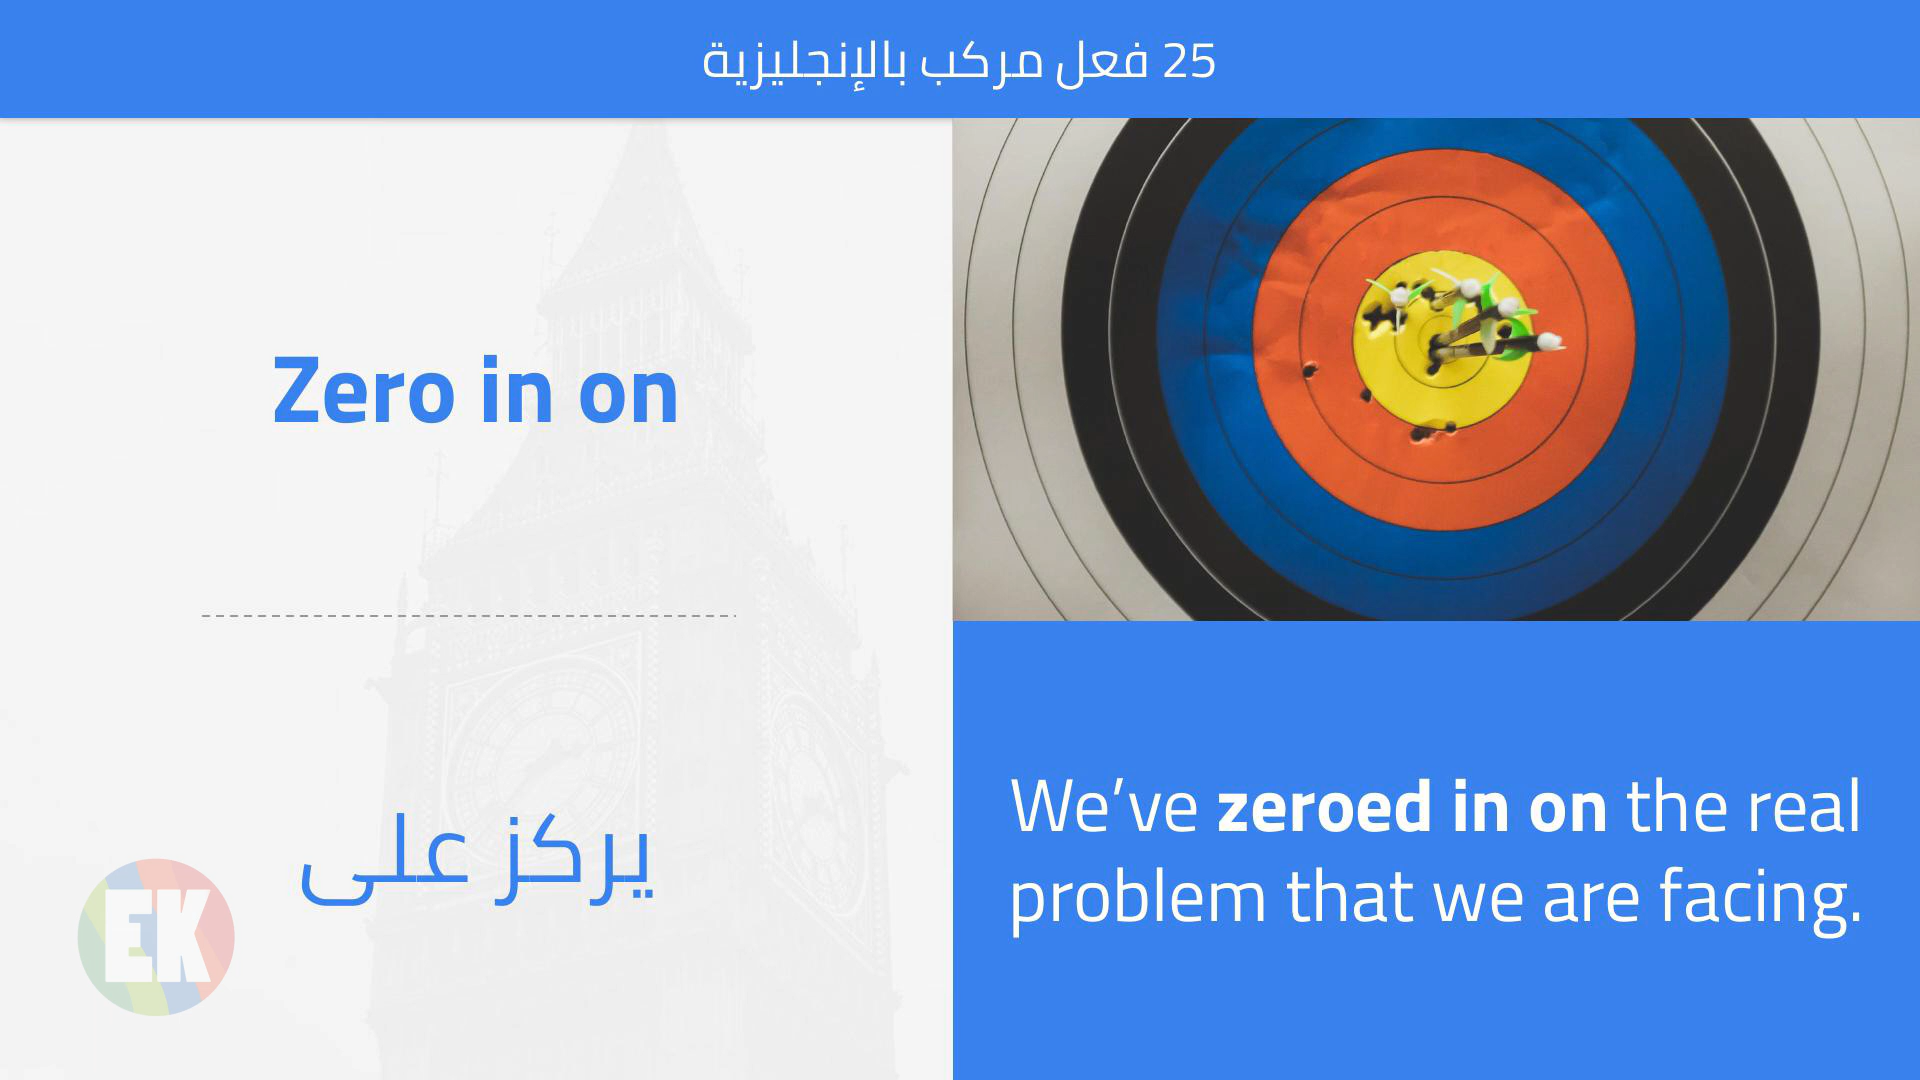 25 فعل مركب بالإنجليزية
Zero in on
يركز على
EK
We’ve zeroed in on the real
problem that we are facing.